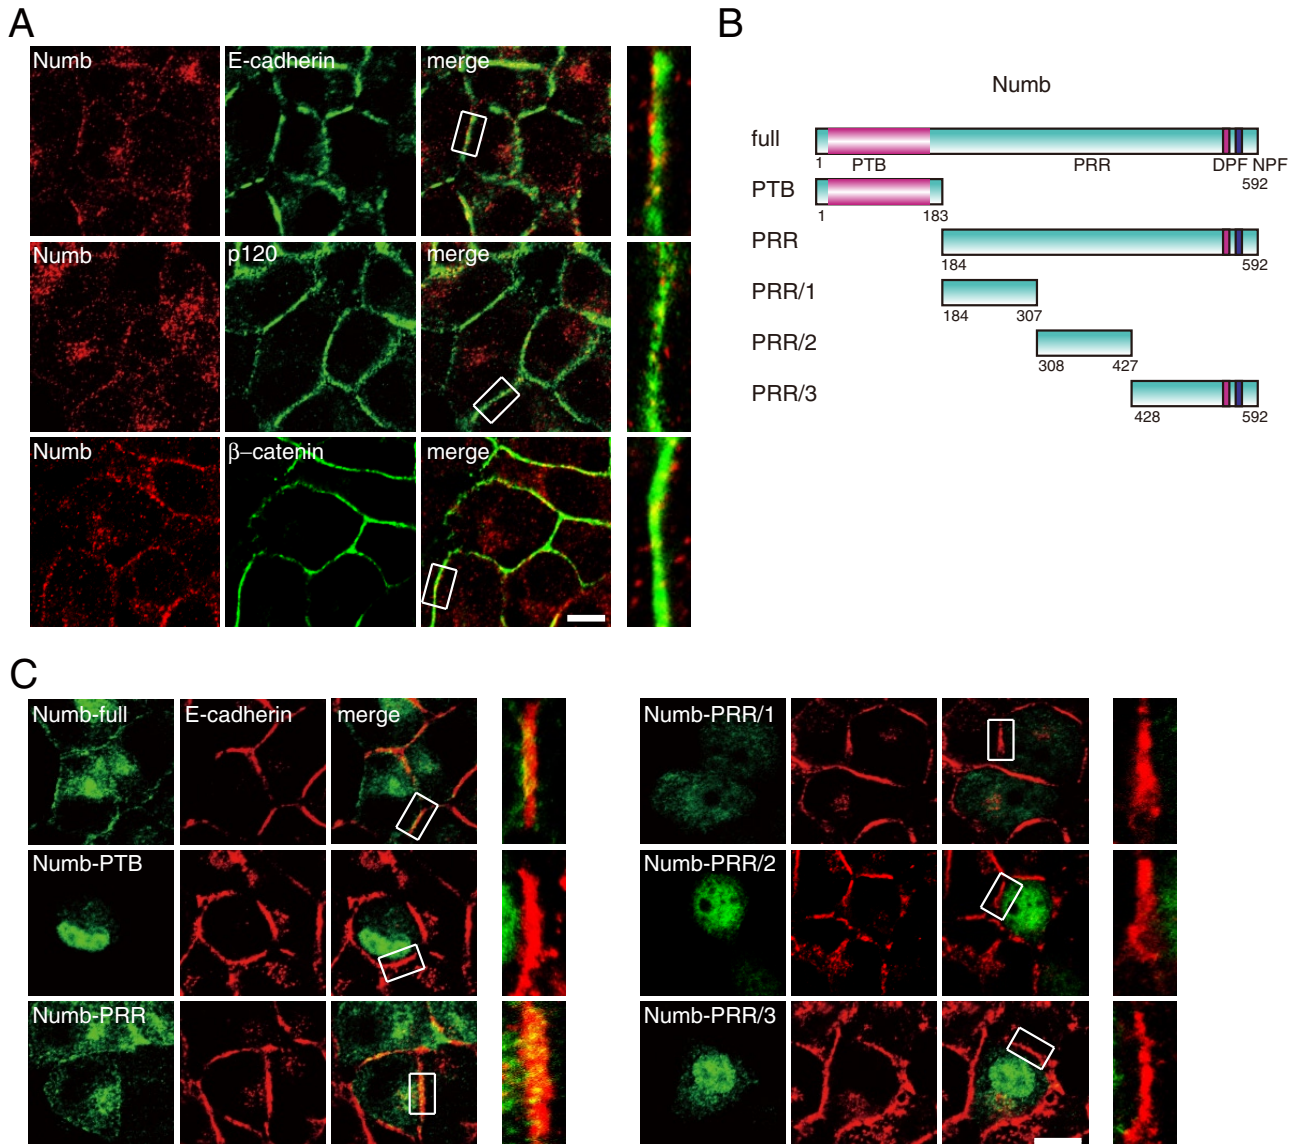 A
Numb E-cadherin merge
Numb p120 merge
Numb β–catenin merge
B
Numb
full
1 PTB PRR DPF NPF
592
PTB
1 183
PRR
184 592
PRR/1
184 307
PRR/2
308 427
PRR/3
428 592
C
Numb-full E-cadherin merge
Numb-PTB
Numb-PRR
Numb-PRR/1
Numb-PRR/2
Numb-PRR/3